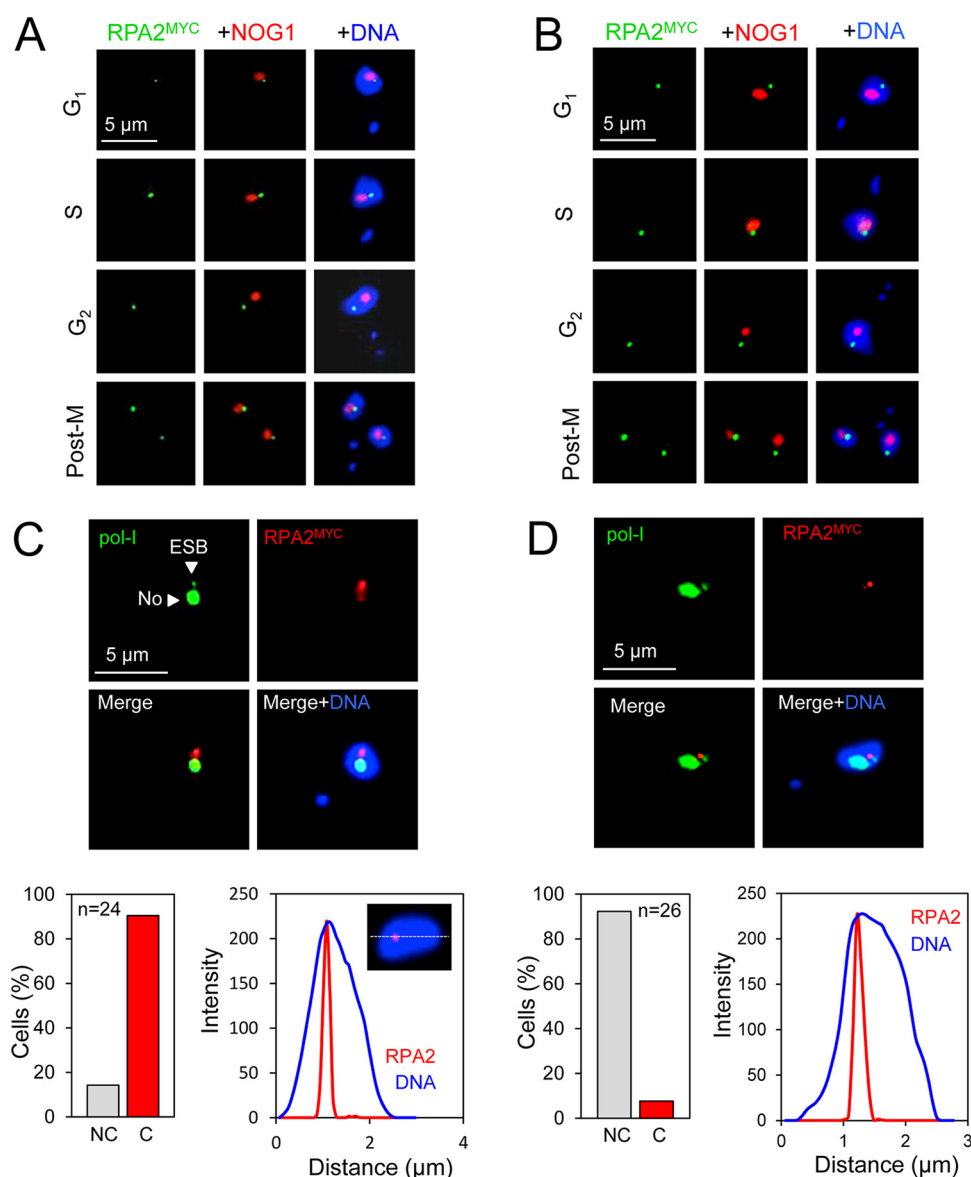 A
RPA2MYC +NOG1 +DNA
G1
5 µm
S
G2
Post-M
B
RPA2MYC +NOG1 +DNA
G1
5 µm
S
G2
Post-M
C
pol-I
ESB
No
5 µm
RPA2MYC
Merge
Merge+DNA
D
pol-I
5 µm
RPA2MYC
Merge
Merge+DNA
100
80
60
40
20
0
Cells (%)
n=24
NC C
250
200
150
100
50
0
Intensity
RPA2
DNA
0 2 4
Distance (µm)
100
80
60
40
20
0
Cells (%)
n=26
NC C
250
200
150
100
50
0
Intensity
RPA2
DNA
0 1 2 3
Distance (µm)